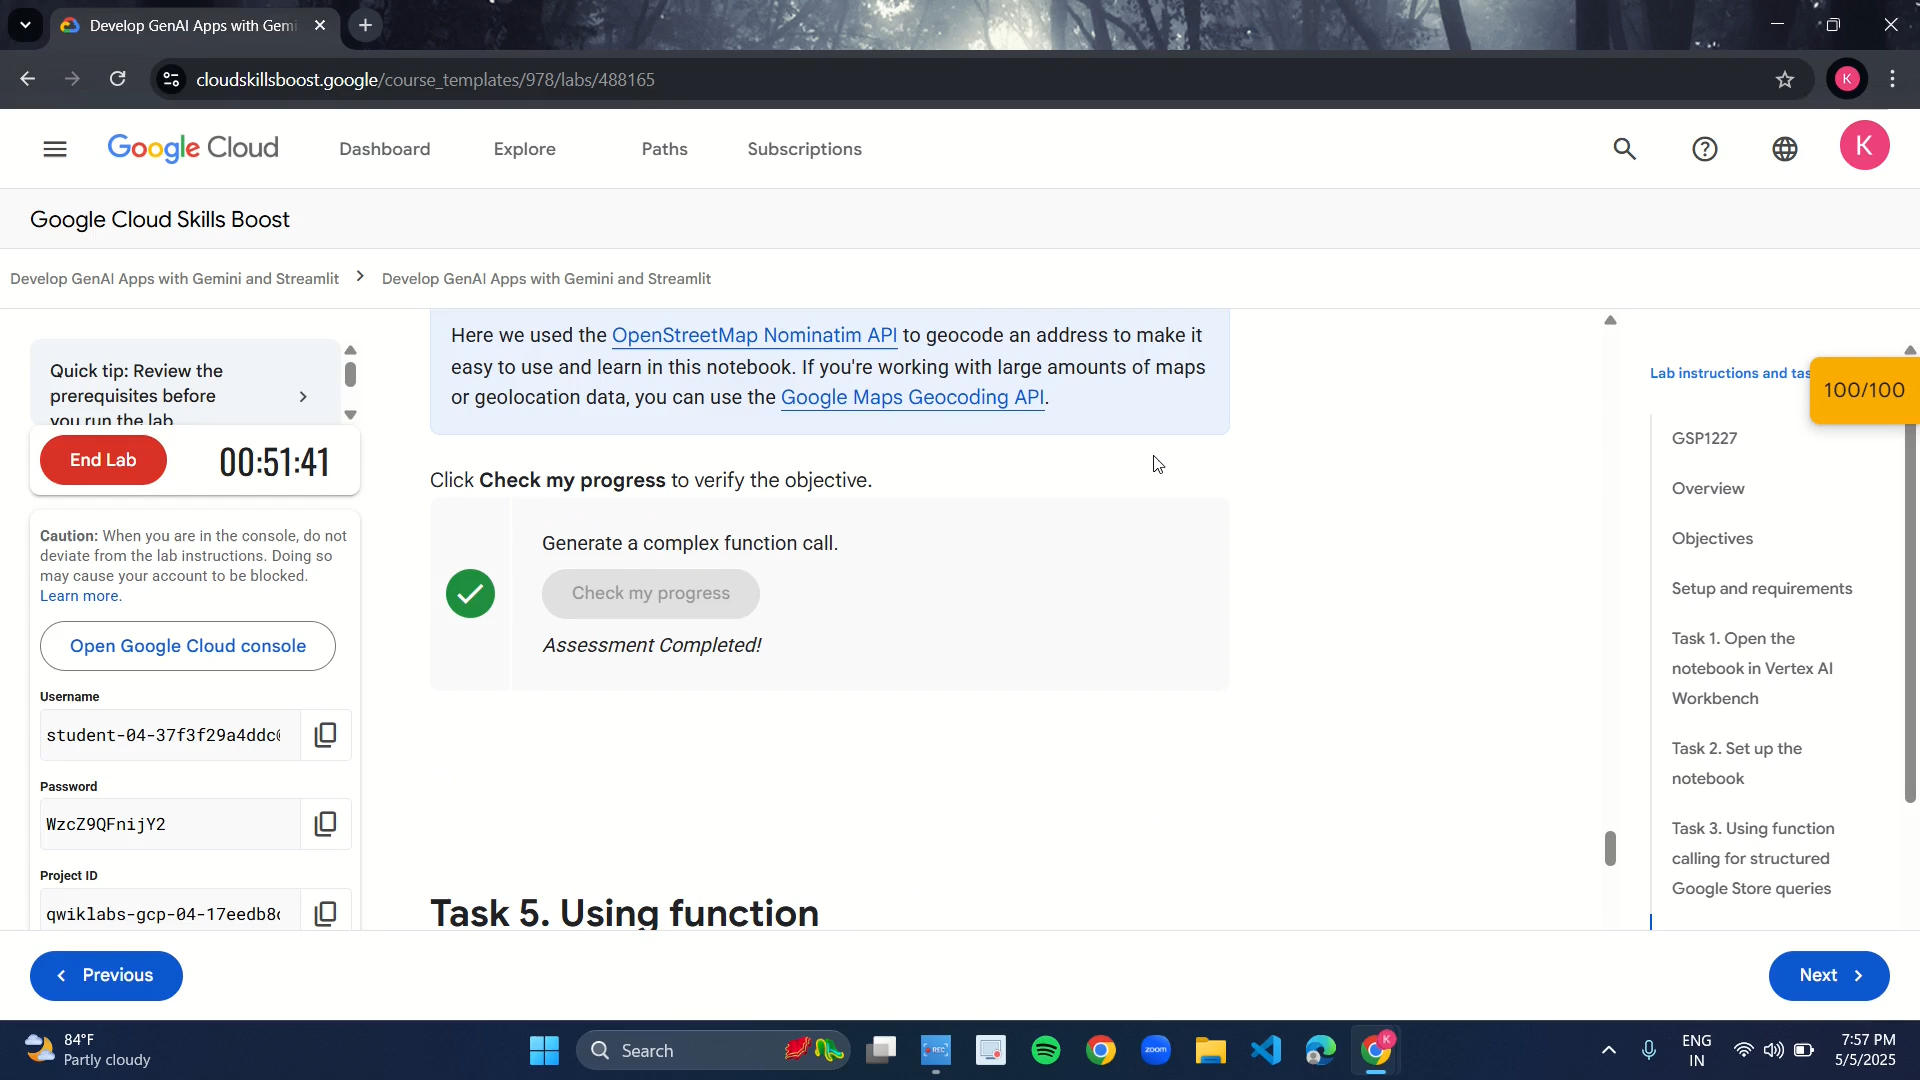 Develop GenAI Apps with Gemi
cloudskillsboost.google/course_templates/978/labs/488165
K
Google Cloud
Dashboard
Explore
Paths
Subscriptions
K
Google Cloud Skills Boost
Develop GenAI Apps with Gemini and Streamlit
Develop GenAI Apps with Gemini and Streamlit
Quick tip: Review the
prerequisites before
you run the lab
End Lab
00:51:41
Caution: When you are in the console, do not
deviate from the lab instructions. Doing so
may cause your account to be blocked.
Learn more.
Open Google Cloud console
Username
student-04-37f3f29a4ddc
Password
WzcZ9QFnijY2
Project ID
qwiklabs-gcp-04-17eedb8
Here we used the OpenStreetMap Nominatim API to geocode an address to make it
easy to use and learn in this notebook. If you're working with large amounts of maps
or geolocation data, you can use the Google Maps Geocoding API.
Click Check my progress to verify the objective.
Generate a complex function call.
Check my progress
Assessment Completed!
Task 5. Using function
Lab instructions and tas
100/100
GSP1227
Overview
Objectives
Setup and requirements
Task 1. Open the
notebook in Vertex AI
Workbench
Task 2. Set up the
notebook
Task 3. Using function
calling for structured
Google Store queries
Previous
Next
84°F
Partly cloudy
Search
REC
zoom
K
ENG
IN
7:57 PM
5/5/2025